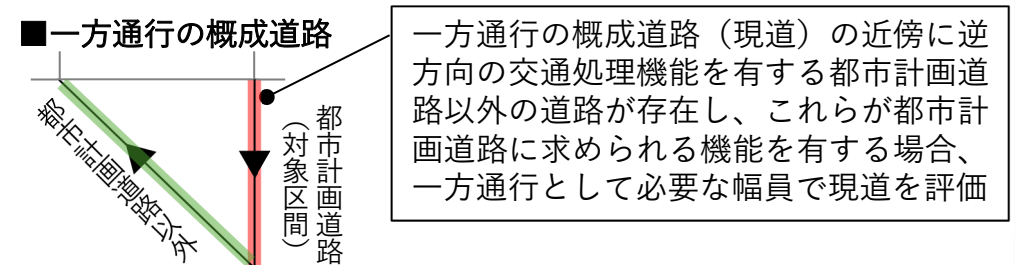 ■一方通行の概成道路
一方通行の概成道路（現道）の近傍に逆
方向の交通処理機能を有する都市計画道
路以外の道路が存在し、これらが都市計
画道路に求められる機能を有する場合、
一方通行として必要な幅員で現道を評価
都市計画道路以外
都市計画道路
（対象区間）